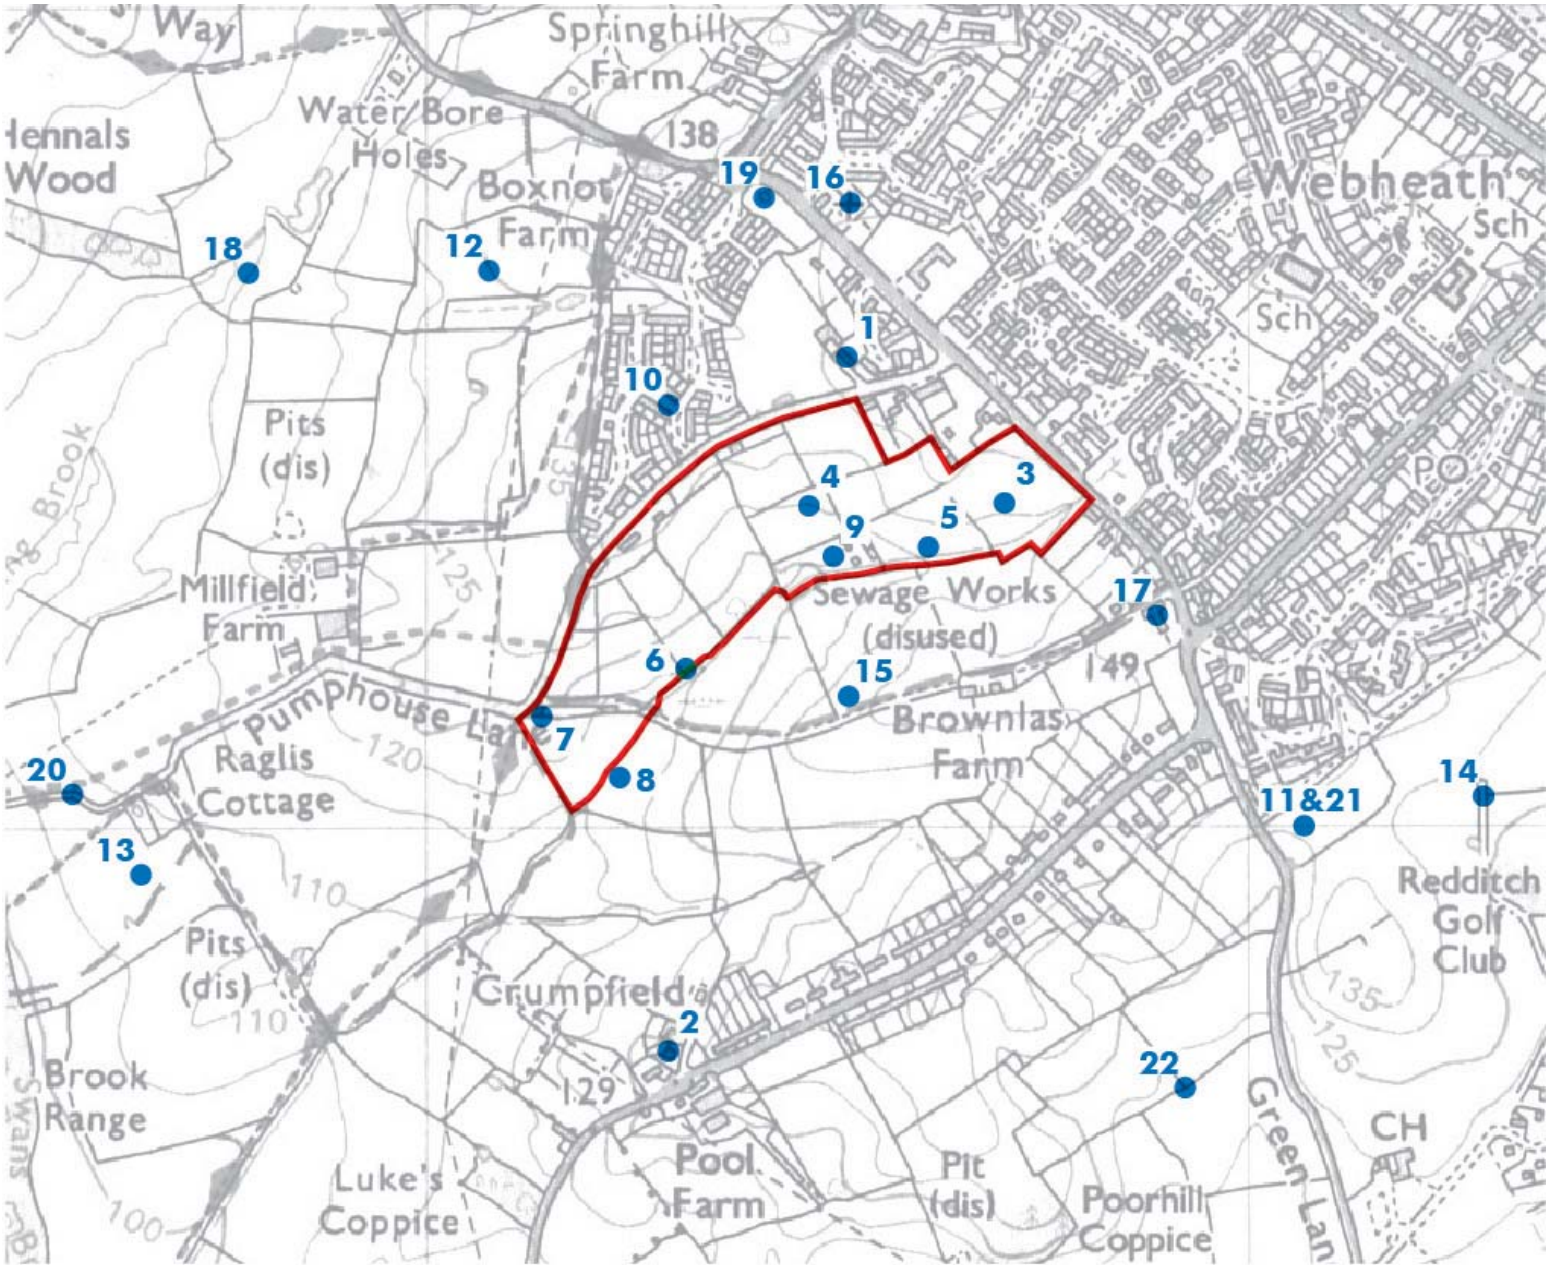 Way
Springhill
Farm
Water Bore
Holes
138
Hennals
Wood
19
16
Webheath
Boxnot
Farm
Sch
18
12
1
Sch
10
Pits
(dis)
135
4
3
PO
Brook
9
5
125
Millfield
Farm
Sewage Works
(disused)
17
6
15
149
Pumphouse Lane
7
Brownlas
Farm
120
Raglis
Cottage
20
8
14
11&21
13
110
Redditch
Golf
Club
Pits
(dis)
110
Crumpfield
135
2
125
22
Brook
Range
129
Swans
Green Lan
CH
Luke's
Coppice
Pool
Farm
Pit
(dis)
Poorhill
Coppice
100